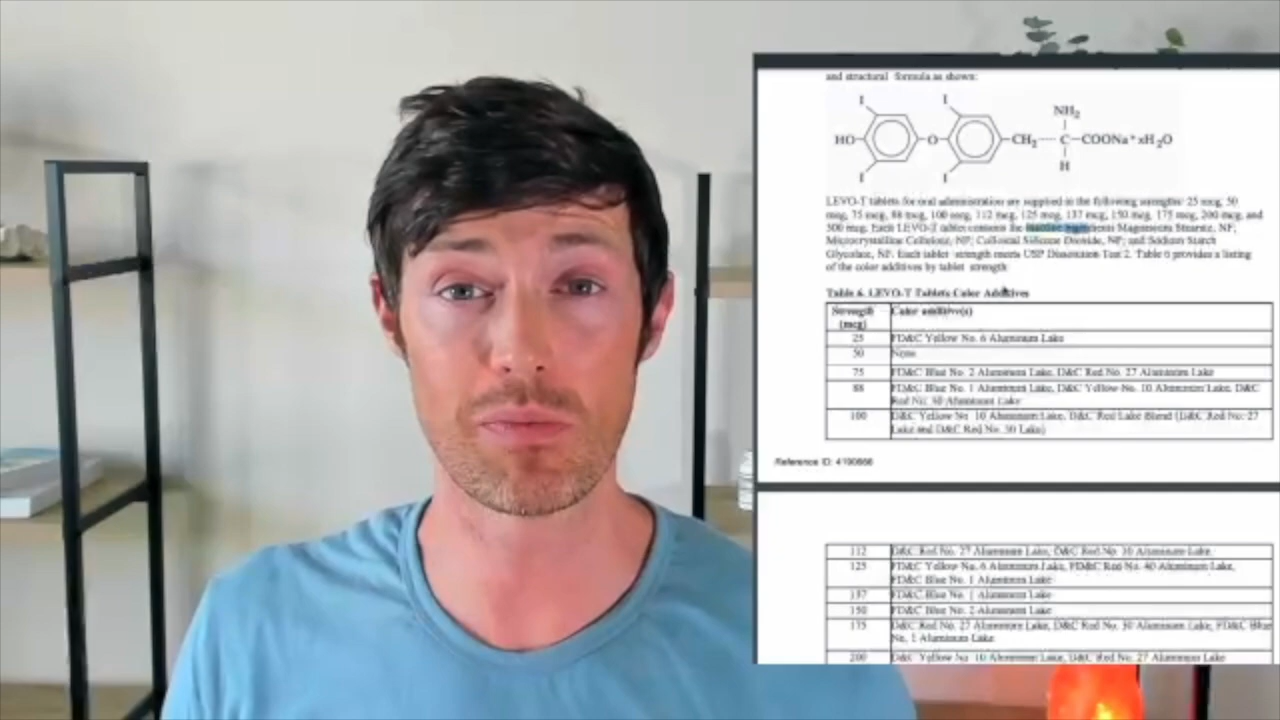 and structural formula as shown:
I
I
NH₂
HO
O
CH₂
C
COONa⁺xH₂O
I
I
H
LEVO-T tablets for oral administration are supplied in the following strengths: 25 mcg, 50
mcg, 75 mcg, 88 mcg, 100 mcg, 112 mcg, 125 mcg, 137 mcg, 150 mcg, 175 mcg, 200 mcg, and
300 mcg. Each LEVO-T tablet contains the inactive ingredients Magnesium Stearate, NF;
Microcrystalline Cellulose, NF; Colloidal Silicone Dioxide, NF; and Sodium Starch
Glycolate, NF. Each tablet strength meets USP Dissolution Test 2. Table 6 provides a listing
of the color additives by tablet strength
Table 6. LEVO-T Tablets Color Additives
Strength
(mcg)
Color additive(s)
25 FD&C Yellow No. 6 Aluminum Lake
50 None
75 FD&C Blue No. 2 Aluminum Lake, D&C Red No. 27 Aluminum Lake
88 FD&C Blue No. 1 Aluminum Lake, D&C Yellow No. 10 Aluminum Lake, D&C
Red No. 30 Aluminum Lake
100 D&C Yellow No. 10 Aluminum Lake, D&C Red Lake Blend (D&C Red No. 27
Lake and D&C Red No. 30 Lake)
Reference ID:
112 D&C Red No. 27 Aluminum Lake, D&C Red No. 30 Aluminum Lake
125 FD&C Yellow No. 6 Aluminum Lake, FD&C Red No. 40 Aluminum Lake,
FD&C Blue No. 1 Aluminum Lake
137 FD&C Blue No. 1 Aluminum Lake
150 FD&C Blue No. 2 Aluminum Lake
175 D&C Red No. 27 Aluminum Lake, D&C Red No. 30 Aluminum Lake, FD&C Blue
No. 1 Aluminum Lake
200 D&C Yellow No. 10 Aluminum Lake, D&C Red No. 27 Aluminum Lake